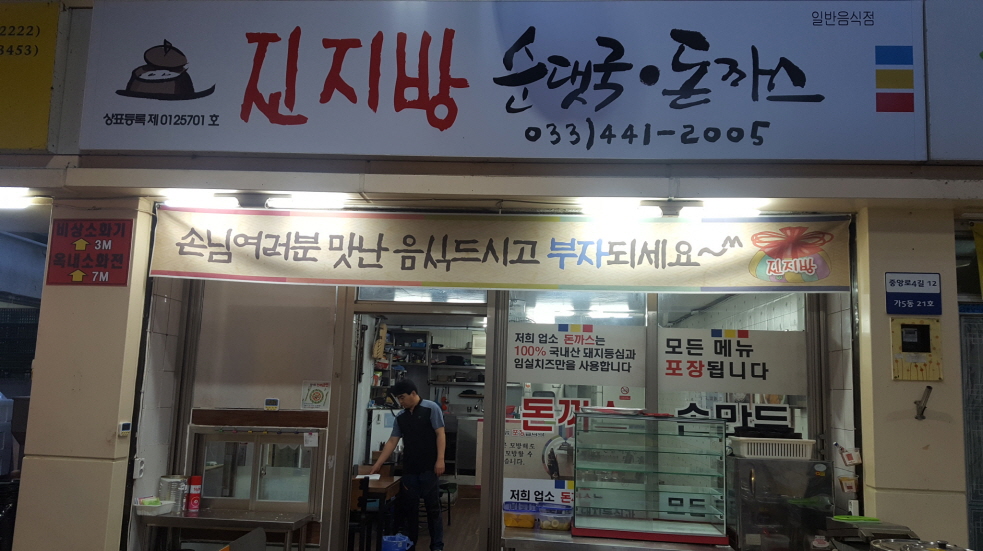 2222)
3453)
일반음식점
진지방 순댓국·돈까스
상표등록 제 0125701 호
033)441-2005
비상소화기
3M
옥내소화전
7M
손님여러분 맛난 음식드시고 부자되세요~
진지방
중앙로4길 12
가5동 21호
저희 업소 돈까스는
100% 국내산 돼지등심과
임실치즈만을 사용합니다
모든 메뉴
포장됩니다
돈까스
손만두
저희 업소 돈
모든